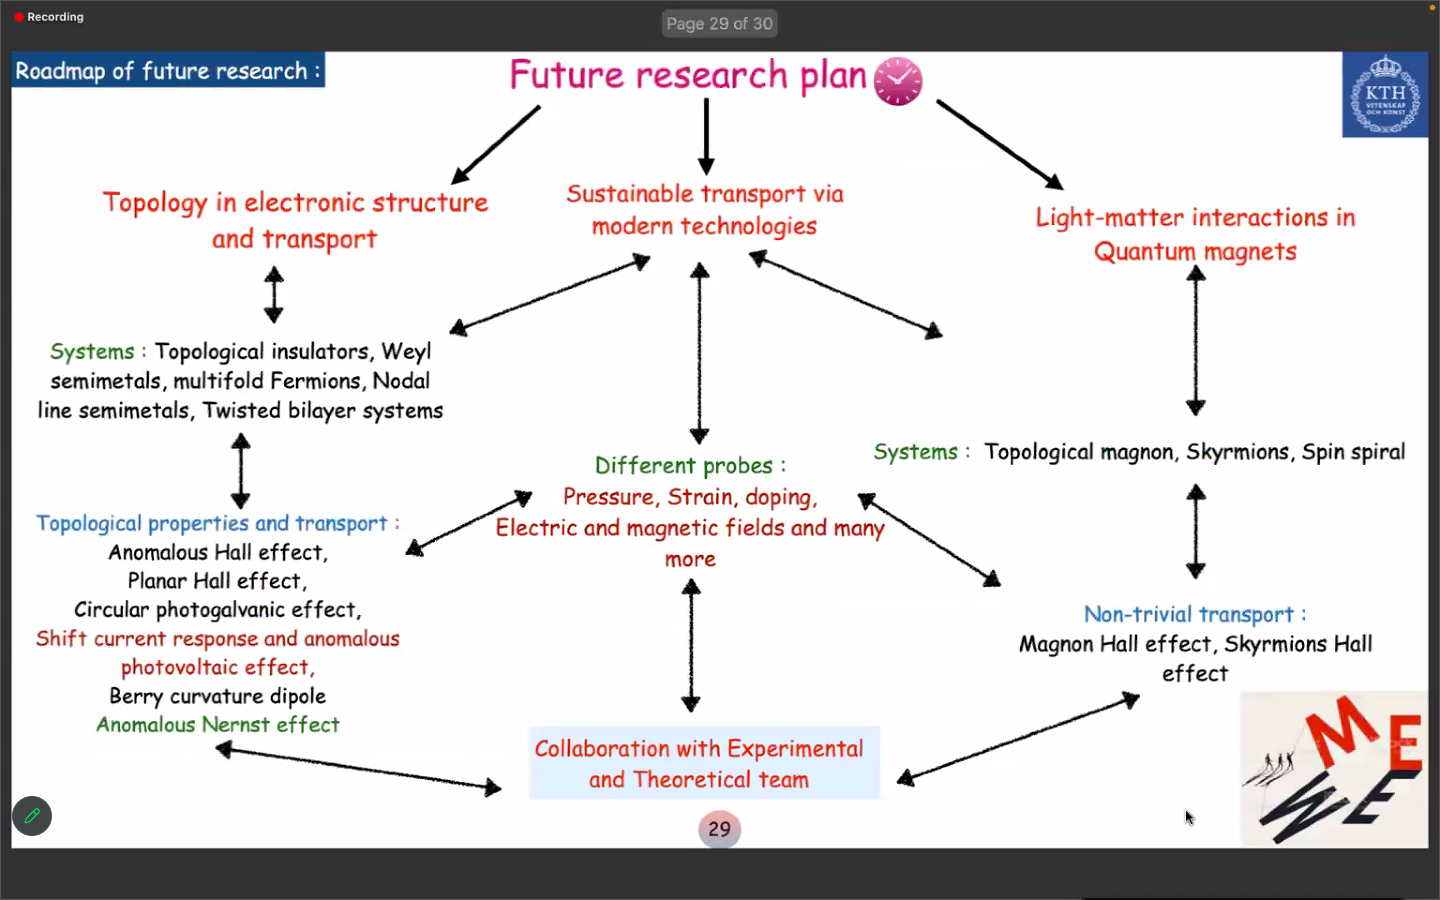 Recording
Page 29 of 30
Roadmap of future research :
Future research plan
KTH
VETENSKAP
OCH KONST
Topology in electronic structure
and transport
Sustainable transport via
modern technologies
Light-matter interactions in
Quantum magnets
Systems : Topological insulators, Weyl
semimetals, multifold Fermions, Nodal
line semimetals, Twisted bilayer systems
Different probes :
Pressure, Strain, doping,
Electric and magnetic fields and many
more
Systems : Topological magnon, Skyrmions, Spin spiral
Topological properties and transport :
Anomalous Hall effect,
Planar Hall effect,
Circular photogalvanic effect,
Shift current response and anomalous
photovoltaic effect,
Berry curvature dipole
Anomalous Nernst effect
Non-trivial transport :
Magnon Hall effect, Skyrmions Hall
effect
Collaboration with Experimental
and Theoretical team
ME
WE
29